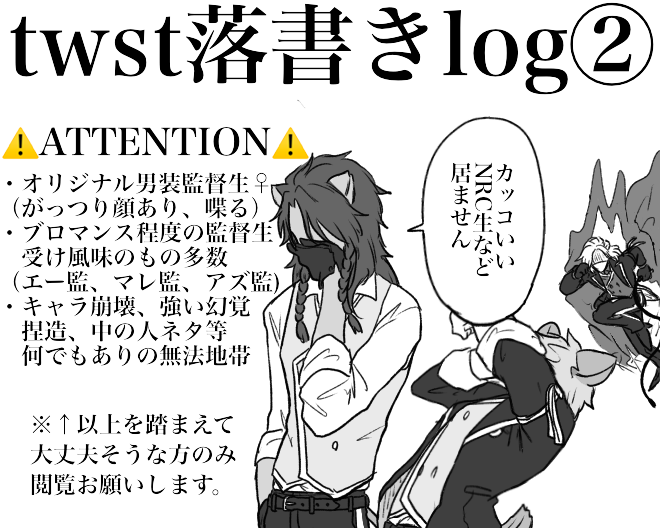 twst落書きlog②
⚠️ATTENTION⚠️
・オリジナル男装監督生♀
（がっつり顔あり、喋る）
・ブロマンス程度の監督生
受け風味のもの多数
（エー監、マレ監、アズ監）
・キャラ崩壊、強い幻覚
捏造、中の人ネタ等
何でもありの無法地帯
※↑以上を踏まえて
大丈夫そうな方のみ
閲覧お願いします。
カッコいい
NRC生など
居ません